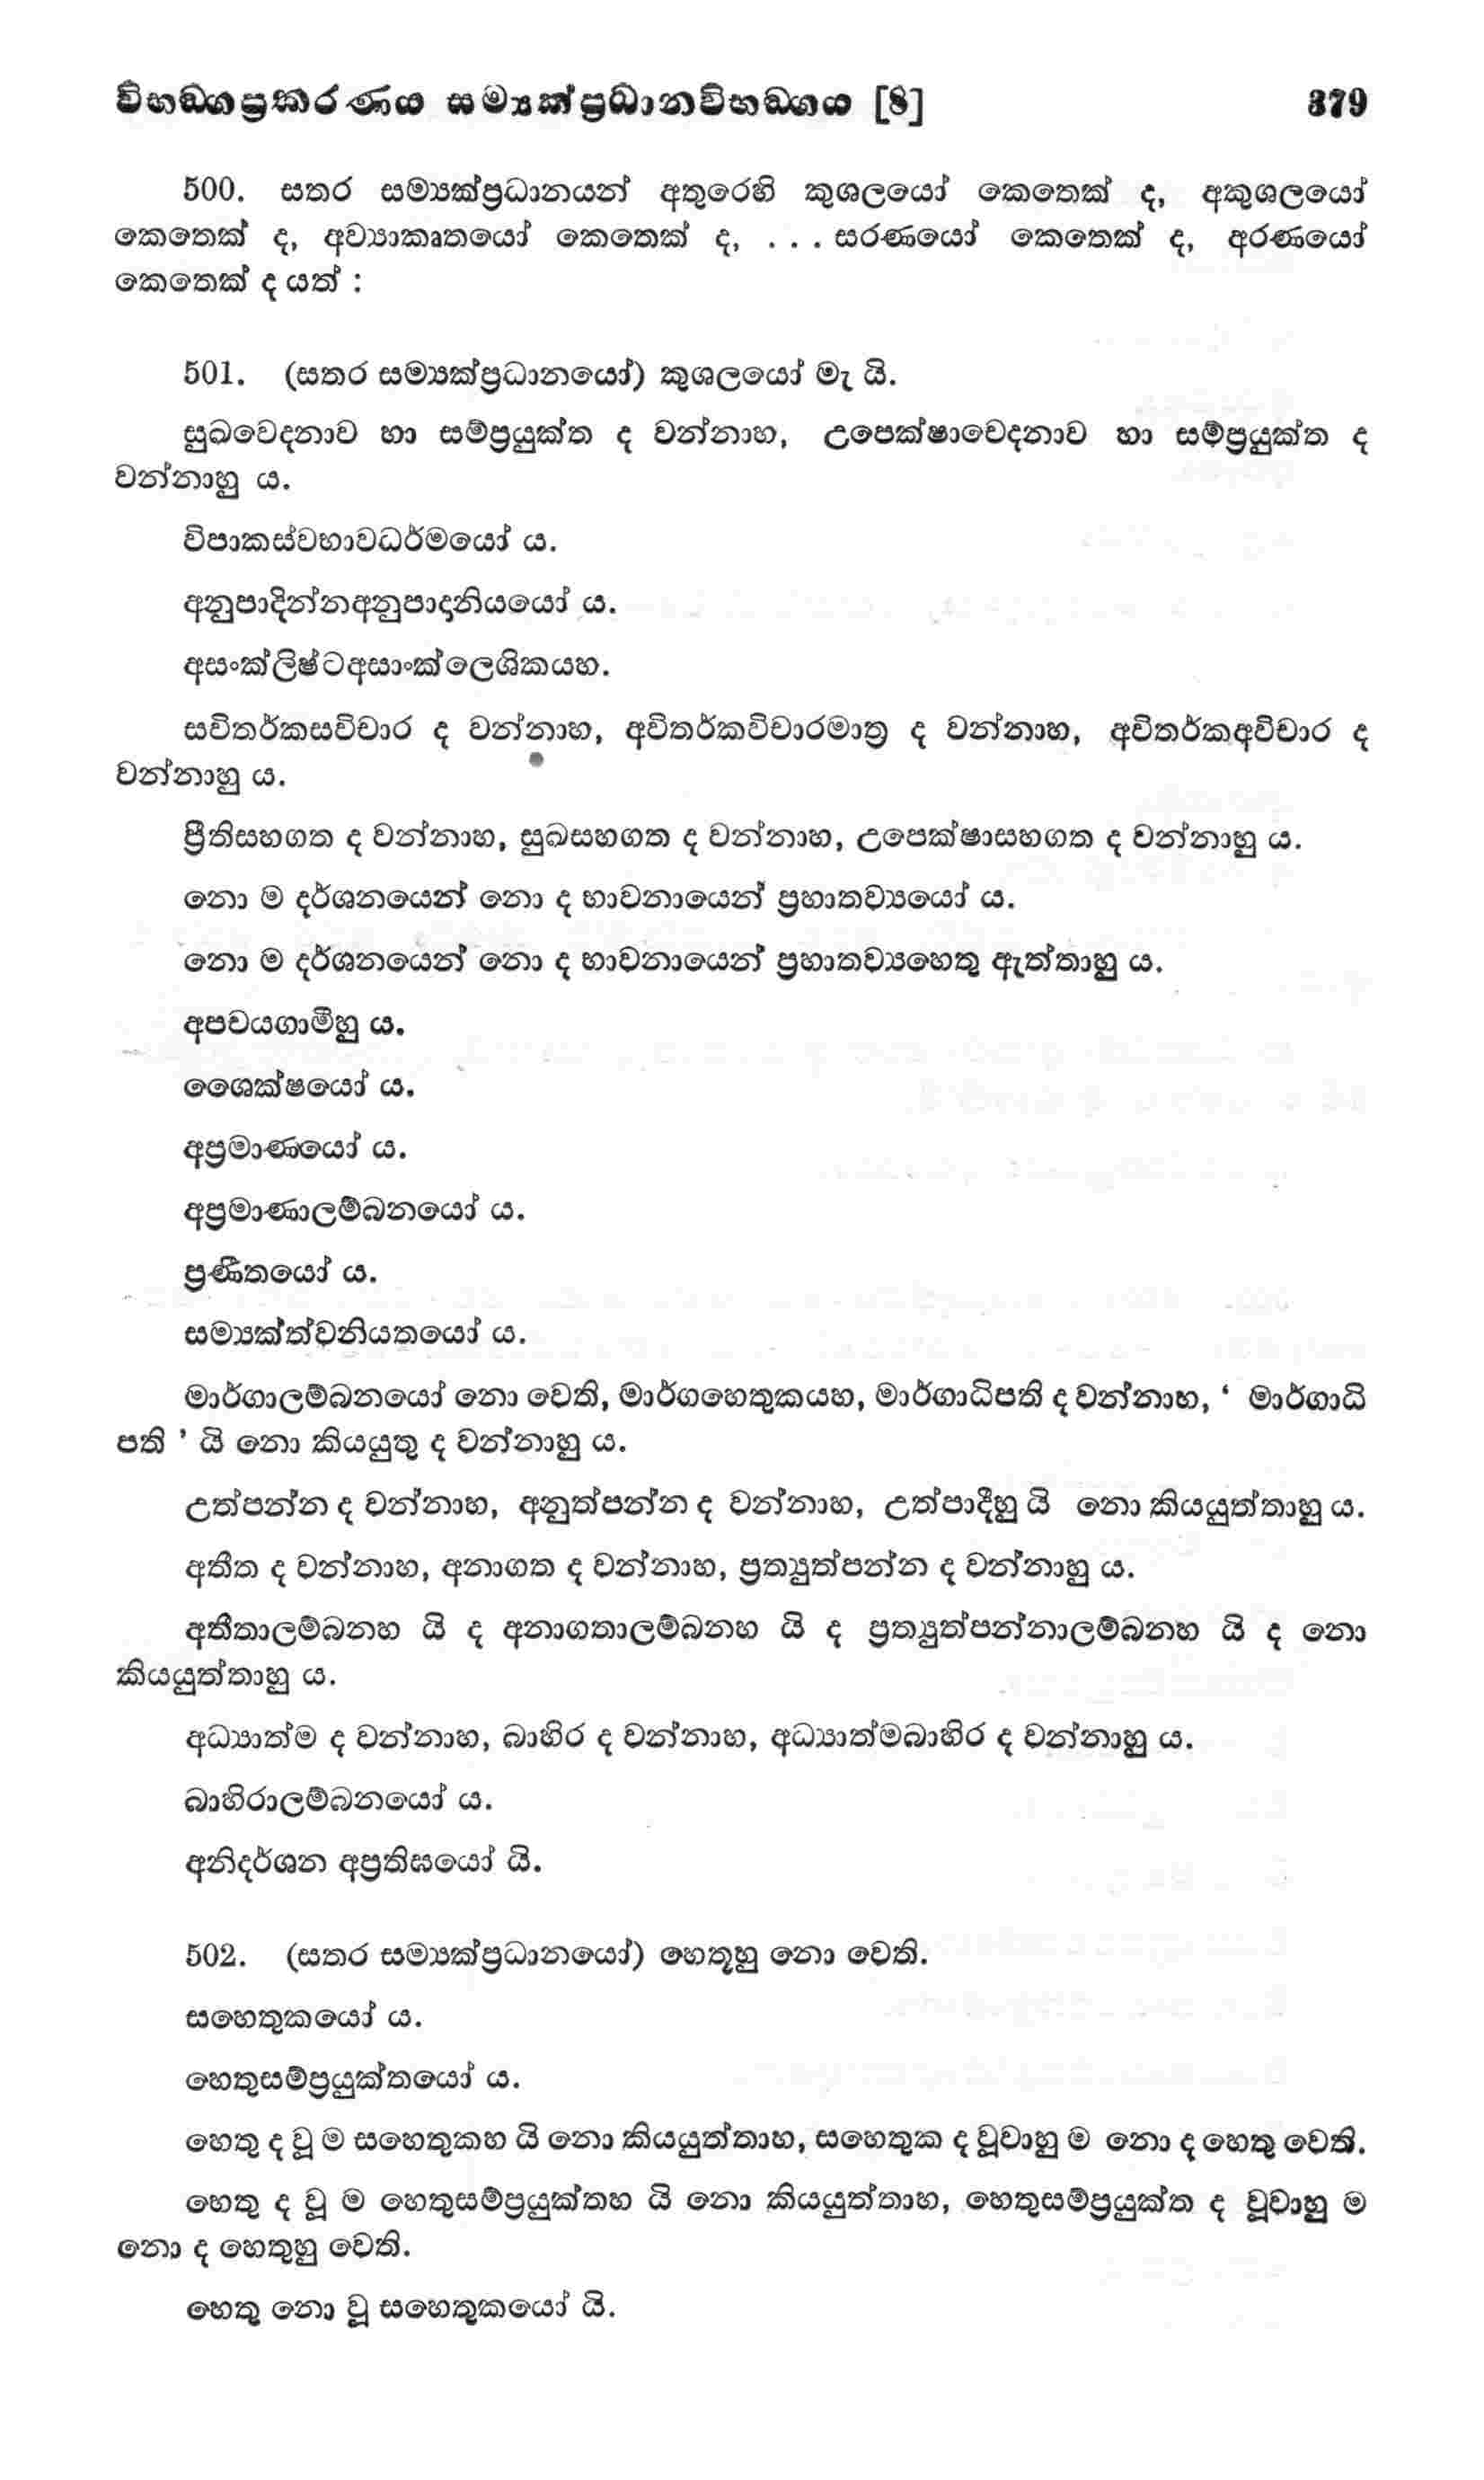 විභඞ්ගප්‍රකරණය සම්‍යක්ප්‍රධානවිභඞ්ගය [8] 379
500. සතර සම්‍යක්ප්‍රධානයන් අතුරෙහි කුශලයෝ කෙතෙක් ද, අකුශලයෝ
කෙතෙක් ද, අව්‍යාකෘතයෝ කෙතෙක් ද, . . . සරණයෝ කෙතෙක් ද, අරණයෝ
කෙතෙක් ද යත් :
501. (සතර සම්‍යක්ප්‍රධානයෝ) කුශලයෝ මැ යි.
සුඛවෙදනාව හා සම්ප්‍රයුක්ත ද වන්නාහ, උපෙක්ෂාවෙදනාව හා සම්ප්‍රයුක්ත ද
වන්නාහු ය.
විපාකස්වභාවධර්මයෝ ය.
අනුපාදින්නඅනුපාදානියයෝ ය.
අසංක්ලිෂ්ටඅසාංක්ලෙශිකයහ.
සවිතර්කසවිචාර ද වන්නාහ, අවිතර්කවිචාරමාත්‍ර ද වන්නාහ, අවිතර්කඅවිචාර ද
වන්නාහු ය.
ප්‍රීතිසහගත ද වන්නාහ, සුඛසහගත ද වන්නාහ, උපෙක්ෂාසහගත ද වන්නාහු ය.
නො ම දර්ශනයෙන් නො ද භාවනායෙන් ප්‍රහාතව්‍යයෝ ය.
නො ම දර්ශනයෙන් නො ද භාවනායෙන් ප්‍රහාතව්‍යහෙතු ඇත්තාහු ය.
අපචයගාමීහු ය.
ශෛක්ෂයෝ ය.
අප්‍රමාණයෝ ය.
අප්‍රමාණාලම්බනයෝ ය.
ප්‍රණීතයෝ ය.
සම්‍යක්ත්වනියතයෝ ය.
මාර්ගාලම්බනයෝ නො වෙති, මාර්ගහෙතුකයහ, මාර්ගාධිපති ද වන්නාහ, ‘ මාර්ගාධි
පති ’ යි නො කියයුතු ද වන්නාහු ය.
උත්පන්න ද වන්නාහ, අනුත්පන්න ද වන්නාහ, උත්පාදීහු යි නො කියයුත්තාහු ය.
අතීත ද වන්නාහ, අනාගත ද වන්නාහ, ප්‍රත්‍යුත්පන්න ද වන්නාහු ය.
අතීතාලම්බනහ යි ද අනාගතාලම්බනහ යි ද ප්‍රත්‍යුත්පන්නාලම්බනහ යි ද නො
කියයුත්තාහු ය.
අධ්‍යාත්ම ද වන්නාහ, බාහිර ද වන්නාහ, අධ්‍යාත්මබාහිර ද වන්නාහු ය.
බාහිරාලම්බනයෝ ය.
අනිදර්ශන අප්‍රතිඝයෝ යි.
502. (සතර සම්‍යක්ප්‍රධානයෝ) හෙතූහු නො වෙති.
සහෙතුකයෝ ය.
හෙතුසම්ප්‍රයුක්තයෝ ය.
හෙතු ද වූ ම සහෙතුකහ යි නො කියයුත්තාහ, සහෙතුක ද වූවාහු ම නො ද හෙතු වෙති.
හෙතු ද වූ ම හෙතුසම්ප්‍රයුක්තහ යි නො කියයුත්තාහ, හෙතුසම්ප්‍රයුක්ත ද වූවාහු ම
නො ද හෙතුහු වෙති.
හෙතු නො වූ සහෙතුකයෝ යි.